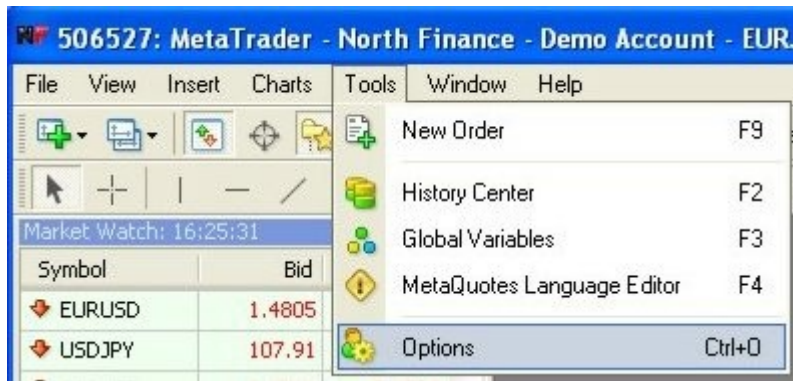 506527: MetaTrader - North Finance - Demo Account - EUR
File View Insert Charts Tools Window Help
New Order F9
History Center F2
Global Variables F3
MetaQuotes Language Editor F4
Options Ctrl+O
Market Watch: 16:25:31
Symbol Bid
EURUSD 1.4805
USDJPY 107.91